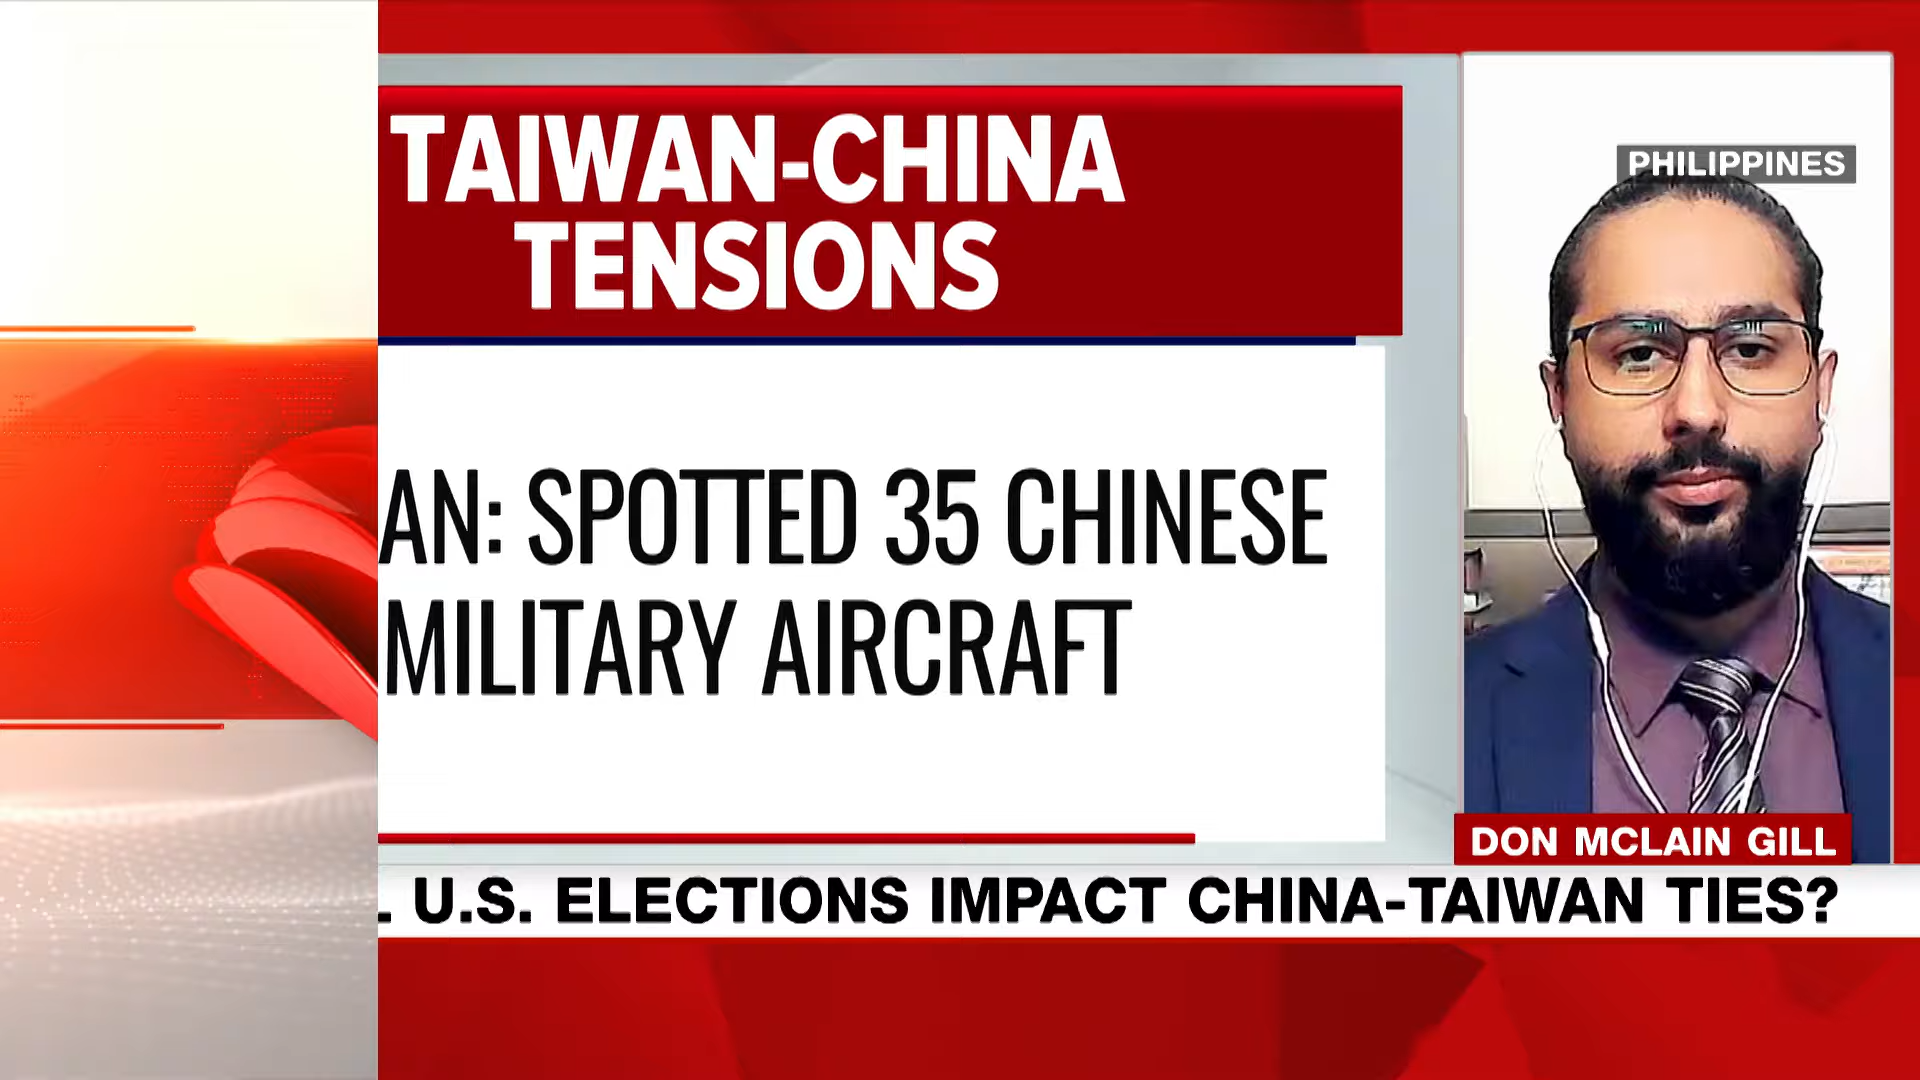 TAIWAN-CHINA
TENSIONS
PHILIPPINES
AN: SPOTTED 35 CHINESE
MILITARY AIRCRAFT
DON MCLAIN GILL
. U.S. ELECTIONS IMPACT CHINA-TAIWAN TIES?